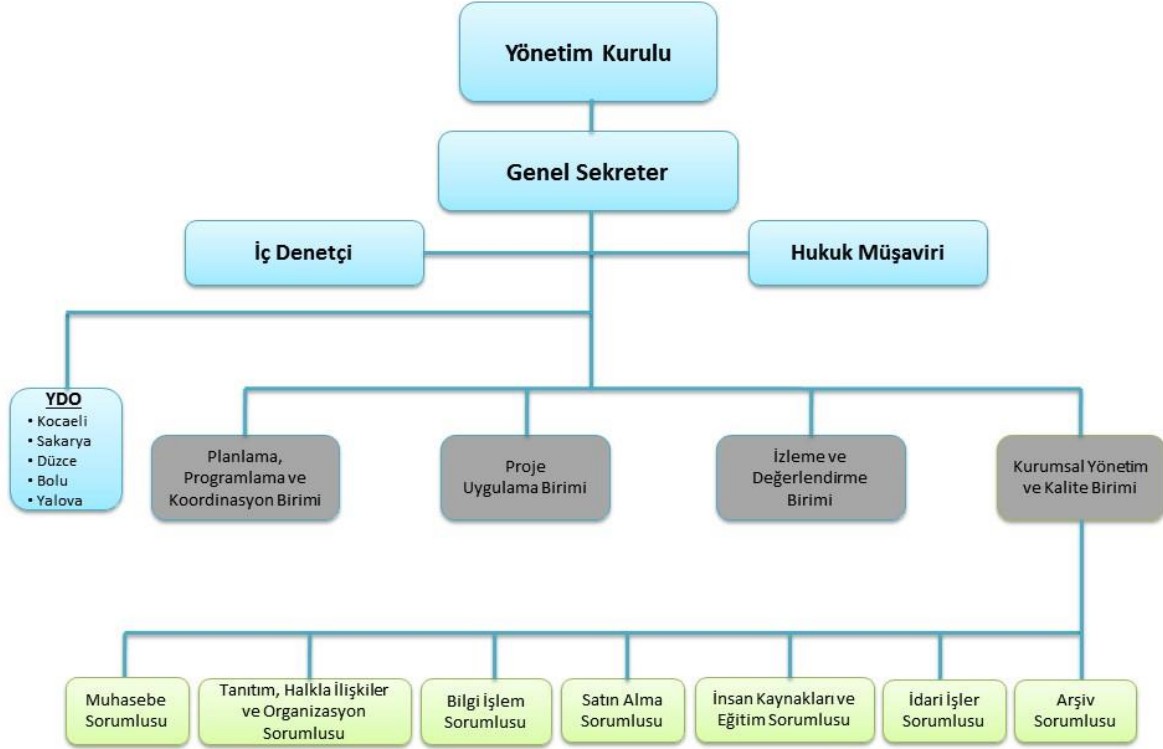 Yönetim Kurulu
Genel Sekreter
İç Denetçi
Hukuk Müşaviri
YDO
• Kocaeli
• Sakarya
• Düzce
• Bolu
• Yalova
Planlama,
Programlama ve
Koordinasyon Birimi
Proje
Uygulama Birimi
İzleme ve
Değerlendirme
Birimi
Kurumsal Yönetim
ve Kalite Birimi
Muhasebe
Sorumlusu
Tanıtım, Halkla İlişkiler
ve Organizasyon
Sorumlusu
Bilgi İşlem
Sorumlusu
Satın Alma
Sorumlusu
İnsan Kaynakları ve
Eğitim Sorumlusu
İdari İşler
Sorumlusu
Arşiv
Sorumlusu